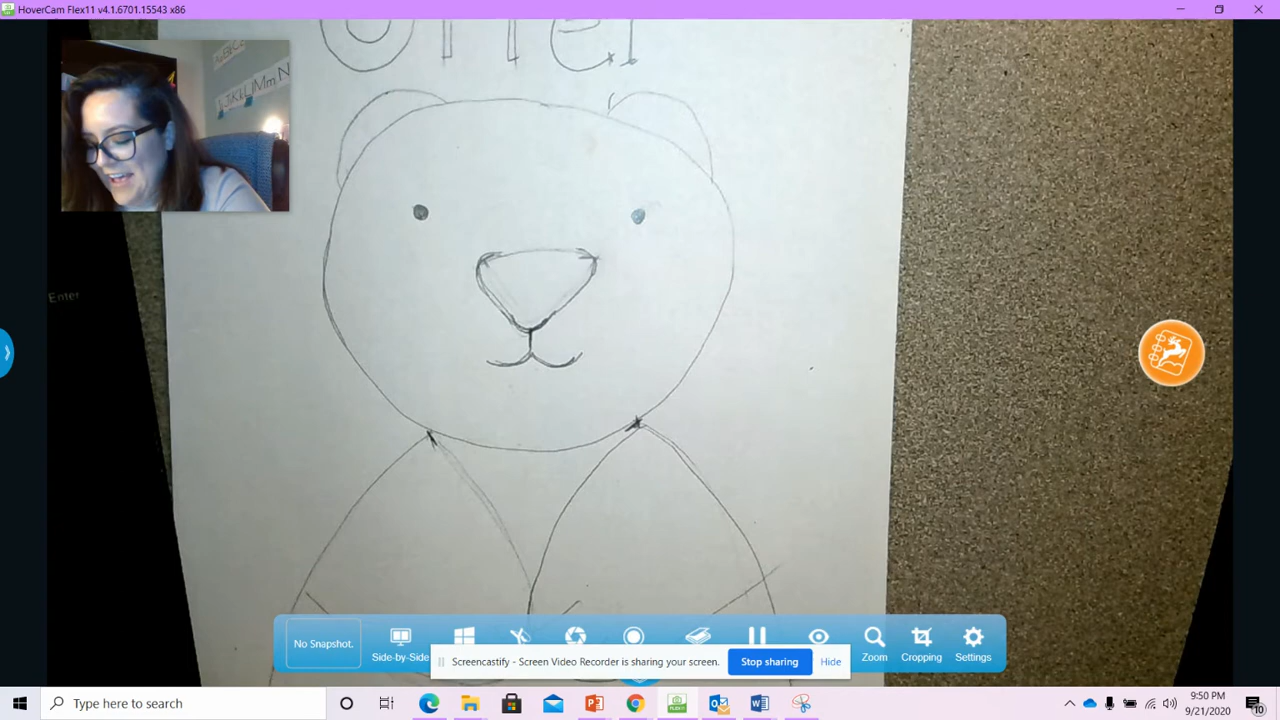 HoverCam Flex11 v4.1.6701.15543 x86
Enter
No Snapshot.
Side-by-Side
Zoom
Cropping
Settings
Screencastify - Screen Video Recorder is sharing your screen.
Stop sharing
Hide
Type here to search
9:50 PM
9/21/2020
10